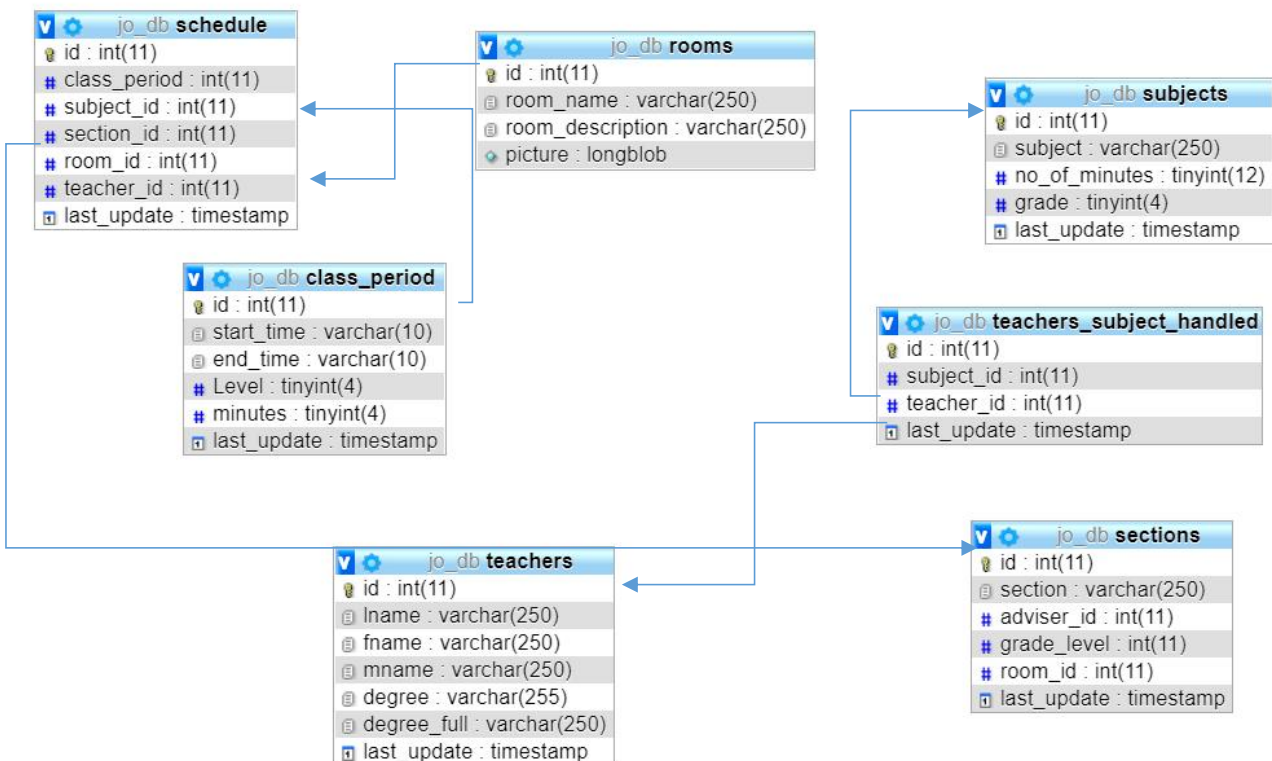 jo_db schedule
id : int(11)
class_period : int(11)
subject_id : int(11)
section_id : int(11)
room_id : int(11)
teacher_id : int(11)
last_update : timestamp
jo_db rooms
id : int(11)
room_name : varchar(250)
room_description : varchar(250)
picture : longblob
jo_db subjects
id : int(11)
subject : varchar(250)
no_of_minutes : tinyint(12)
grade : tinyint(4)
last_update : timestamp
jo_db class_period
id : int(11)
start_time : varchar(10)
end_time : varchar(10)
Level : tinyint(4)
minutes : tinyint(4)
last_update : timestamp
jo_db teachers_subject_handled
id : int(11)
subject_id : int(11)
teacher_id : int(11)
last_update : timestamp
jo_db teachers
id : int(11)
lname : varchar(250)
fname : varchar(250)
mname : varchar(250)
degree : varchar(255)
degree_full : varchar(250)
last_update : timestamp
jo_db sections
id : int(11)
section : varchar(250)
adviser_id : int(11)
grade_level : int(11)
room_id : int(11)
last_update : timestamp